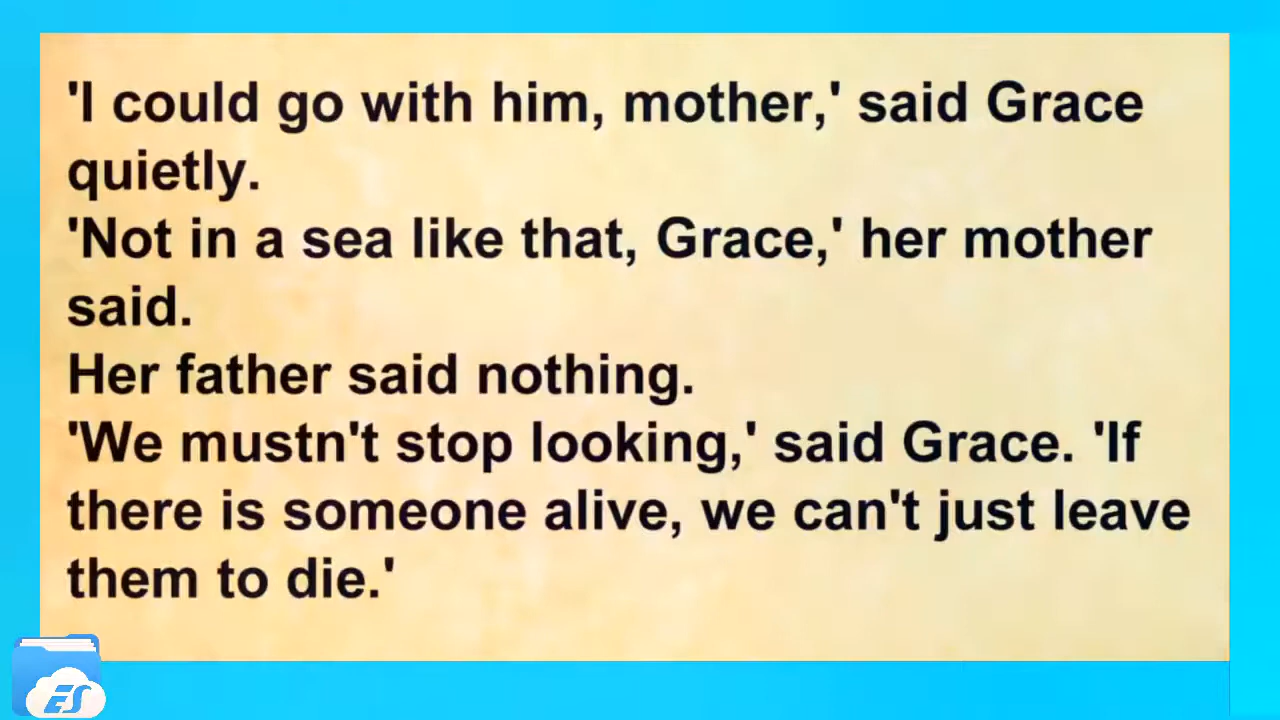 'I could go with him, mother,' said Grace
quietly.
'Not in a sea like that, Grace,' her mother
said.
Her father said nothing.
'We mustn't stop looking,' said Grace. 'If
there is someone alive, we can't just leave
them to die.'
ES